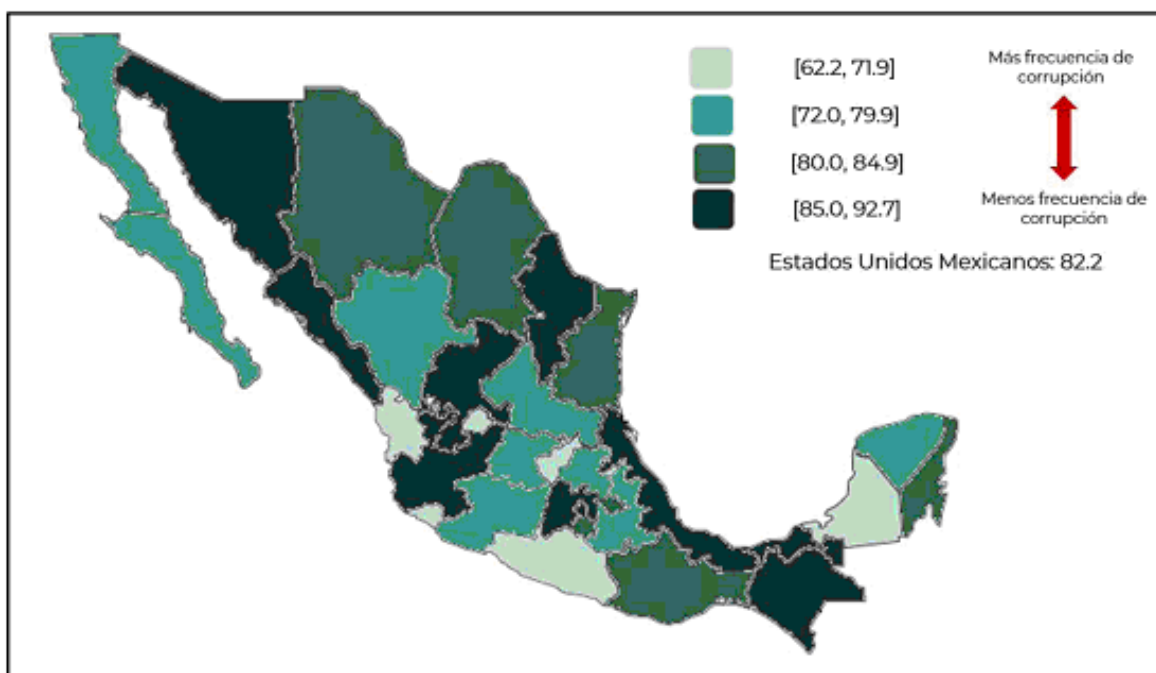 [62.2, 71.9]
[72.0, 79.9]
[80.0, 84.9]
[85.0, 92.7]
Más frecuencia de
corrupción
Menos frecuencia de
corrupción
Estados Unidos Mexicanos: 82.2